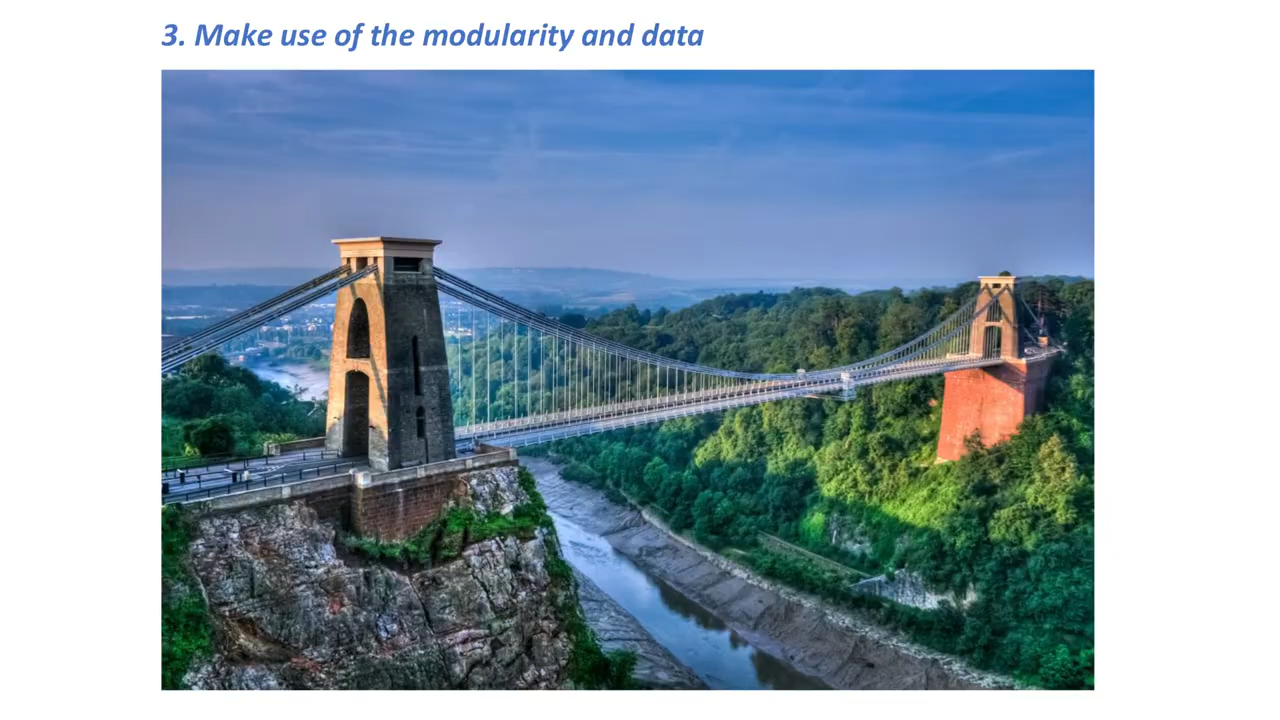 3. Make use of the modularity and data